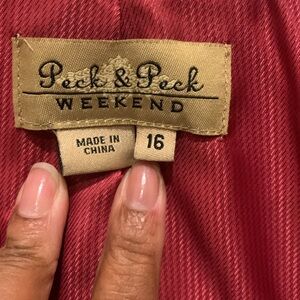 Peck & Peck
WEEKEND
MADE IN
CHINA
16